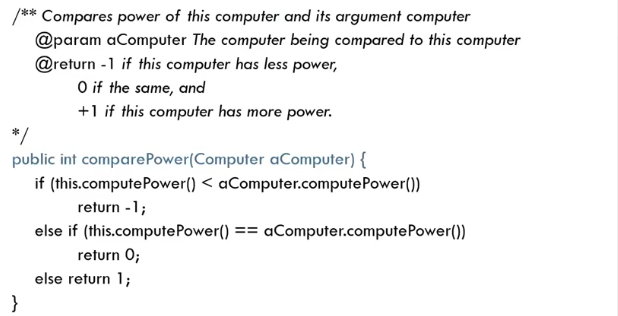 /** Compares power of this computer and its argument computer
@param aComputer The computer being compared to this computer
@return -1 if this computer has less power,
0 if the same, and
+1 if this computer has more power.
*/
public int comparePower(Computer aComputer) {
if (this.computePower() < aComputer.computePower())
return -1;
else if (this.computePower() == aComputer.computePower())
return 0;
else return 1;
}